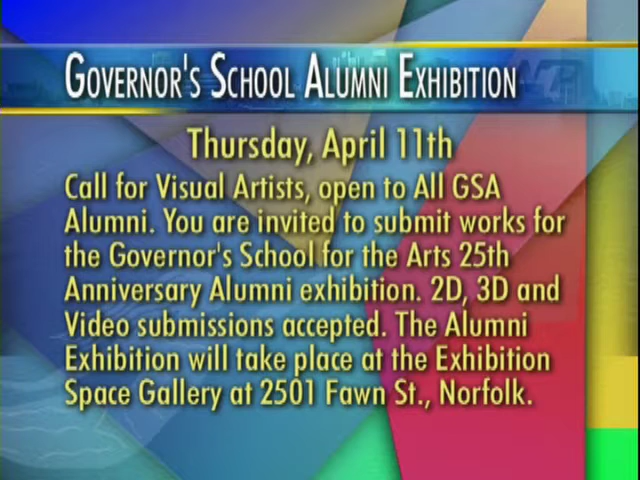 GOVERNOR'S SCHOOL ALUMNI EXHIBITION
Thursday, April 11th
Call for Visual Artists, open to All GSA
Alumni. You are invited to submit works for
the Governor's School for the Arts 25th
Anniversary Alumni exhibition. 2D, 3D and
Video submissions accepted. The Alumni
Exhibition will take place at the Exhibition
Space Gallery at 2501 Fawn St., Norfolk.